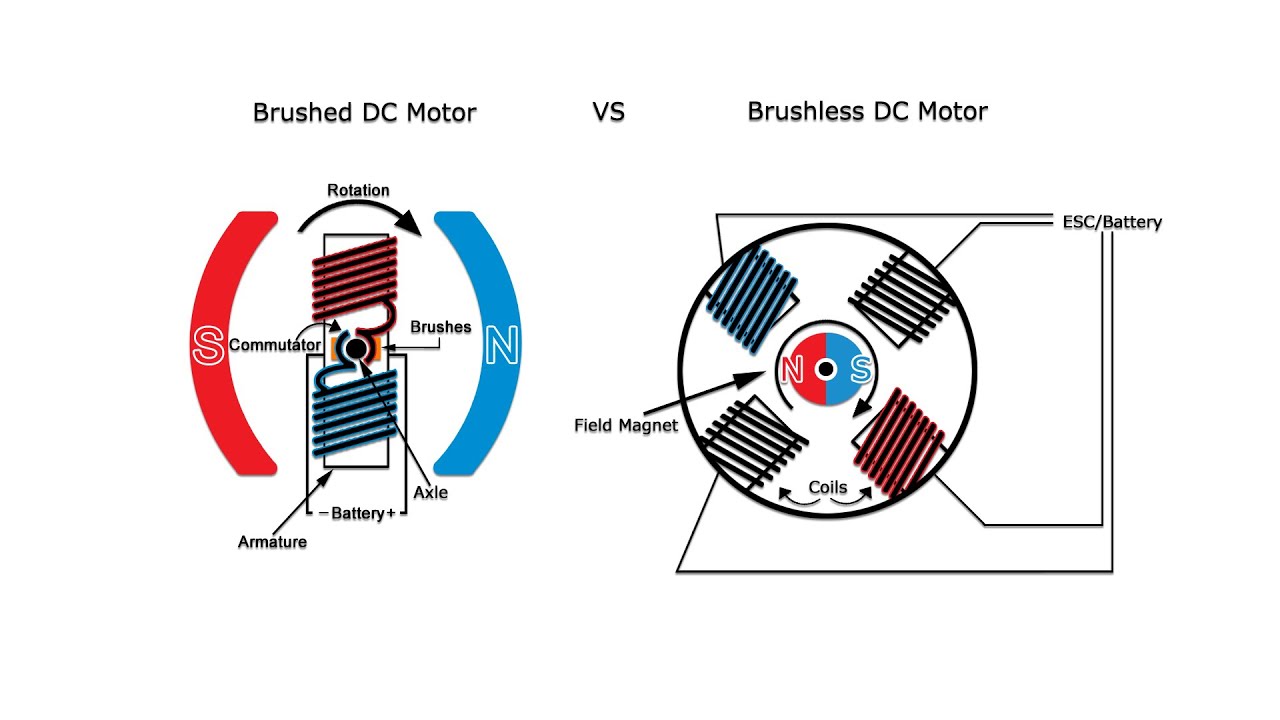 Brushed DC Motor
VS
Brushless DC Motor
Rotation
S
Commutator
Brushes
N
Axle
−Battery+
Armature
ESC/Battery
N
S
Field Magnet
Coils